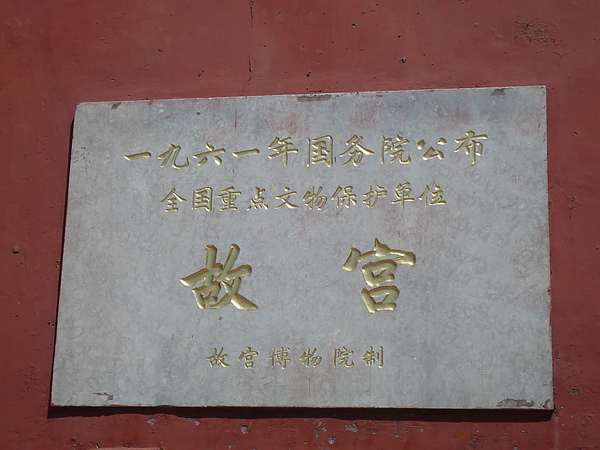 一九六一年国务院公布
全国重点文物保护单位
故宫
故宫博物院制